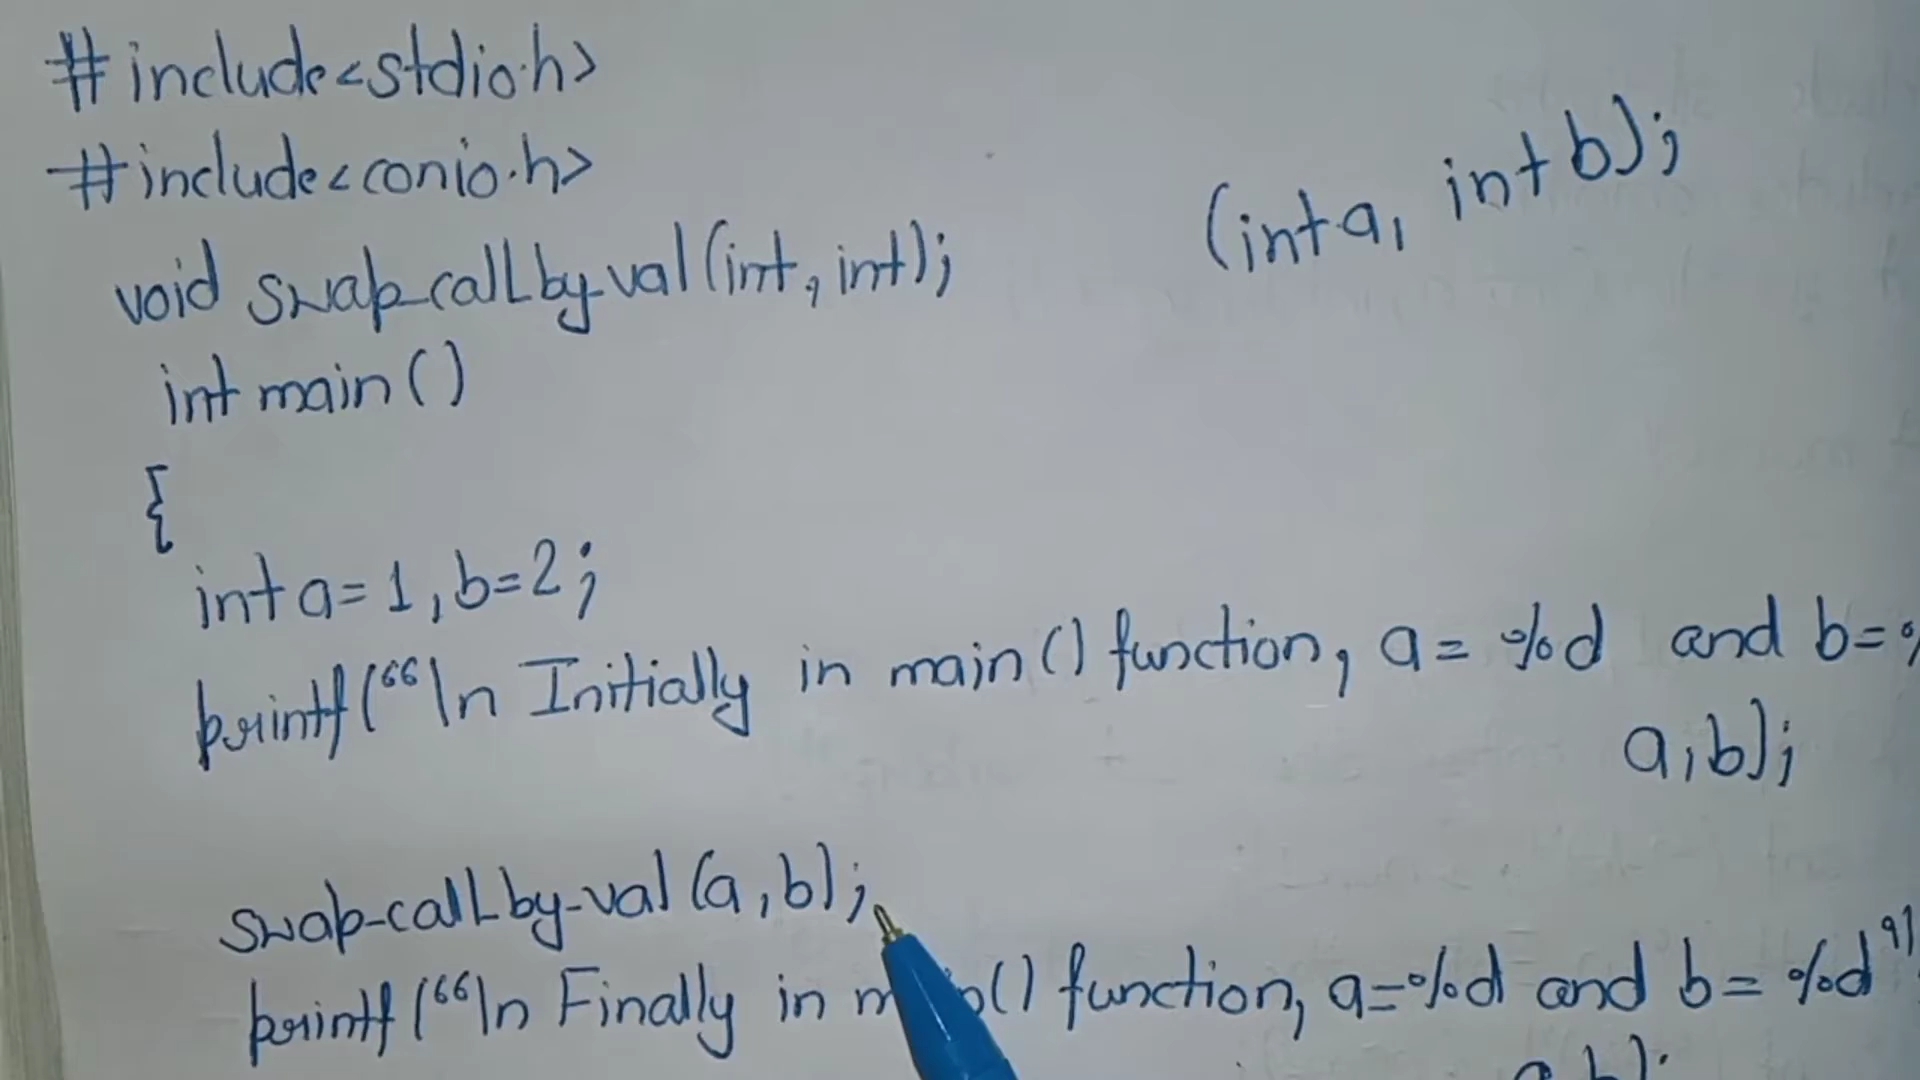 #include<stdio.h>
#include<conio.h>
(int a, int b);
void swap_call_by_val(int, int);
int main()
{
int a=1, b=2;
printf("\n Initially in main() function, a= %d and b= %
a,b);
swap_call_by_val(a,b);
printf("\n Finally in main() function, a=%d and b= %d"
a,b);